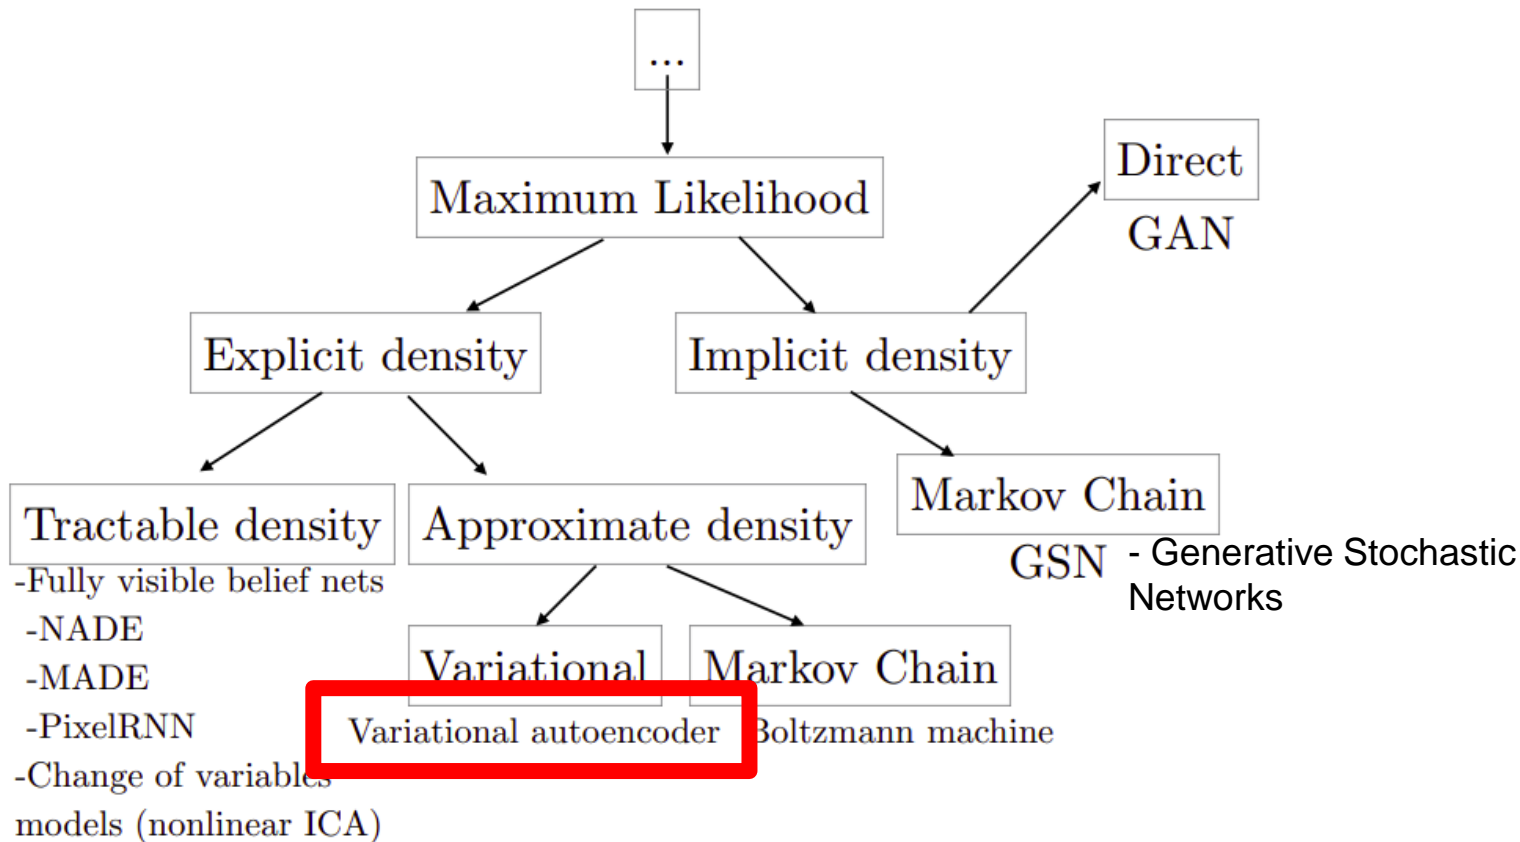 ...
Maximum Likelihood
Direct
GAN
Explicit density
Implicit density
Tractable density
-Fully visible belief nets
-NADE
-MADE
-PixelRNN
-Change of variables
models (nonlinear ICA)
Approximate density
Variational
Variational autoencoder
Markov Chain
Boltzmann machine
Markov Chain
GSN - Generative Stochastic
Networks